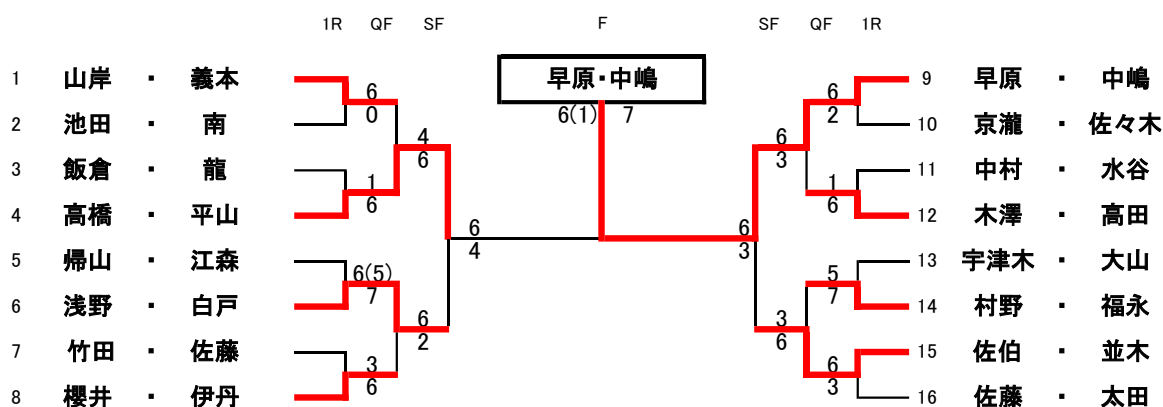 1R QF SF F SF QF 1R
早原・中嶋
6(1) 7
1 山岸 ・ 義本
2 池田 ・ 南
3 飯倉 ・ 龍
4 高橋 ・ 平山
5 帰山 ・ 江森
6 浅野 ・ 白戸
7 竹田 ・ 佐藤
8 櫻井 ・ 伊丹
6
0
1
6
6(5)
7
3
6
4
6
6
2
6
4
6
3
6
3
3
6
6
2
1
6
5
7
6
3
9 早原 ・ 中嶋
10 京瀧 ・ 佐々木
11 中村 ・ 水谷
12 木澤 ・ 高田
13 宇津木 ・ 大山
14 村野 ・ 福永
15 佐伯 ・ 並木
16 佐藤 ・ 太田